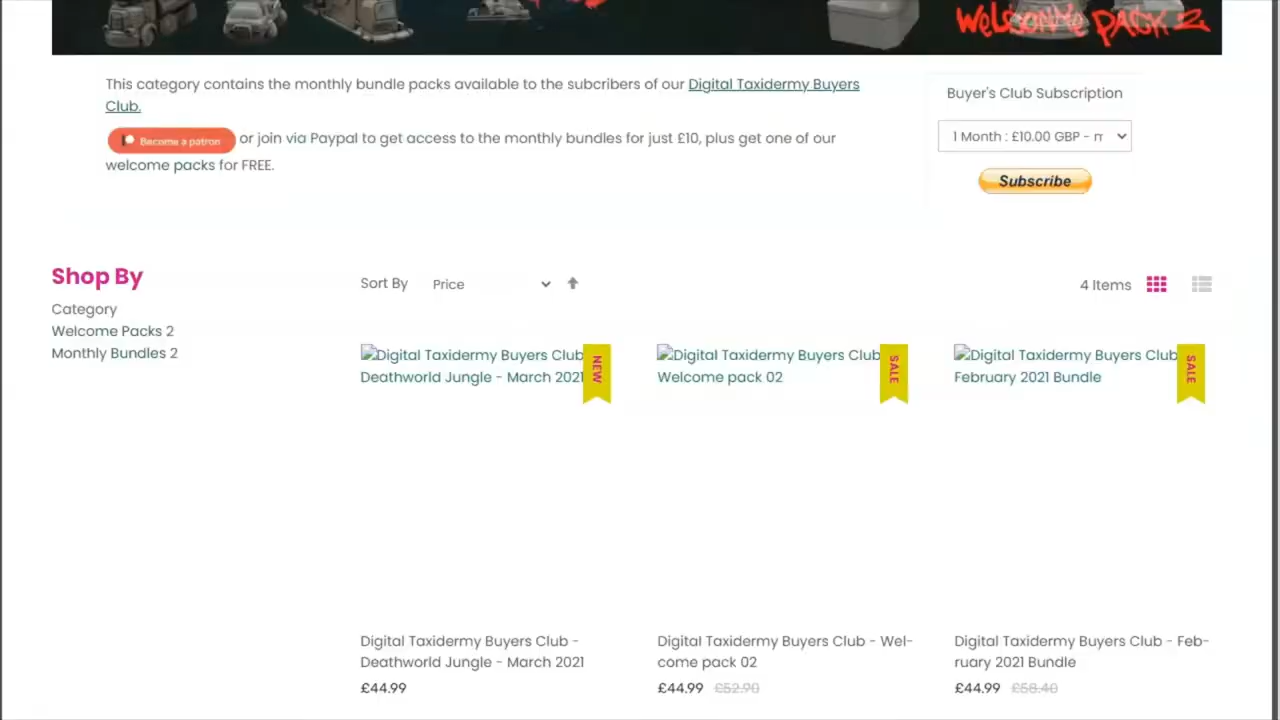 WELCOME PACK 2
This category contains the monthly bundle packs available to the subcribers of our Digital Taxidermy Buyers
Club.
Become a patron or join via Paypal to get access to the monthly bundles for just £10, plus get one of our
welcome packs for FREE.
Buyer's Club Subscription
1 Month : £10.00 GBP - m
Subscribe
Shop By
Category
Welcome Packs 2
Monthly Bundles 2
Sort By Price
4 Items
Digital Taxidermy Buyers Club
Deathworld Jungle - March 2021
NEW
Digital Taxidermy Buyers Club
Welcome pack 02
SALE
Digital Taxidermy Buyers Club
February 2021 Bundle
SALE
Digital Taxidermy Buyers Club -
Deathworld Jungle - March 2021
£44.99
Digital Taxidermy Buyers Club - Wel-
come pack 02
£44.99 £52.90
Digital Taxidermy Buyers Club - Feb-
ruary 2021 Bundle
£44.99 £58.40